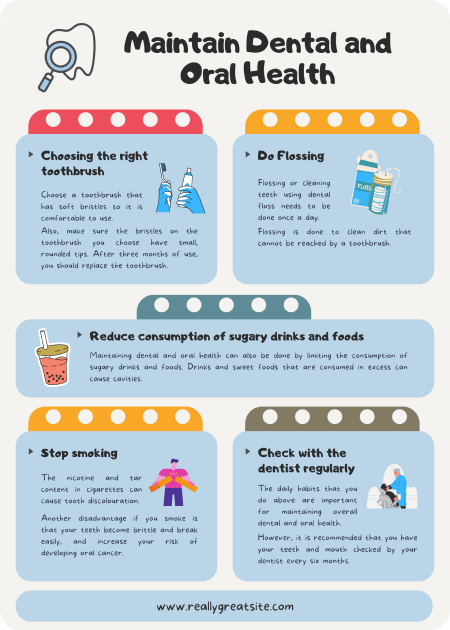 Maintain Dental and
Oral Health
Choosing the right
toothbrush
Choose a toothbrush that
has soft bristles so it is
comfortable to use.
Also, make sure the bristles on the
toothbrush you choose have small,
rounded tips. After three months of use,
you should replace the toothbrush.
Do Flossing
Flossing or cleaning
teeth using dental
floss needs to be
done once a day.
Flossing is done to clean dirt that
cannot be reached by a toothbrush.
FLOSS
Reduce consumption of sugary drinks and foods
Maintaining dental and oral health can also be done by limiting the consumption of
sugary drinks and foods. Drinks and sweet foods that are consumed in excess can
cause cavities.
Stop smoking
The nicotine and tar
content in cigarettes can
cause tooth discolouration.
Another disadvantage if you smoke is
that your teeth become brittle and break
easily, and increase your risk of
developing oral cancer.
Check with the
dentist regularly
The daily habits that you
do above are important
for maintaining overall
dental and oral health.
However, it is recommended that you have
your teeth and mouth checked by your
dentist every six months.
www.reallygreatsite.com